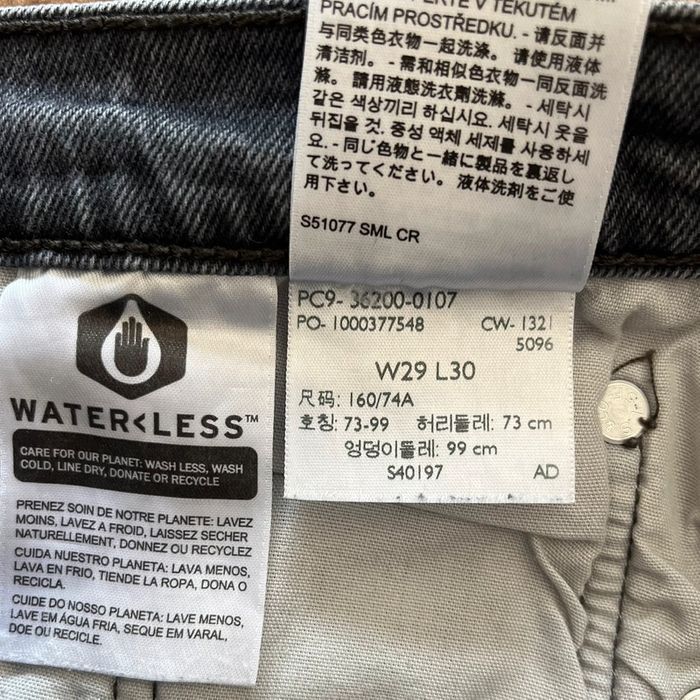 PRACÍM PROSTŘEDKU. - 请反面并
与同类色衣物一起洗涤。请使用液体
清洁剂。- 需和相似色衣物一同反面洗
滌。請用液態洗衣劑洗滌。- 세탁시
같은 색상끼리 하십시요. 세탁시 옷을
뒤집을 것. 중성 액체 세제를 사용하세
요. - 同じ色物と一緒に製品を裏返し
て洗ってください。液体洗剤をご使
用下さい。
S51077 SML CR
PC9- 36200-0107
PO- 1000377548 CW- 1321
5096
W29 L30
尺码: 160/74A
호칭: 73-99 허리둘레: 73 cm
엉덩이둘레: 99 cm
S40197 AD
WATER<LESS™
CARE FOR OUR PLANET: WASH LESS, WASH
COLD, LINE DRY, DONATE OR RECYCLE
PRENEZ SOIN DE NOTRE PLANETE: LAVEZ
MOINS, LAVEZ A FROID, LAISSEZ SECHER
NATURELLEMENT, DONNEZ OU RECYCLEZ
CUIDA NUESTRO PLANETA: LAVA MENOS,
LAVA EN FRIO, TIENDE LA ROPA, DONA O
RECICLA.
CUIDE DO NOSSO PLANETA: LAVE MENOS,
LAVE EM ÁGUA FRIA, SEQUE EM VARAL,
DOE OU RECICLE.